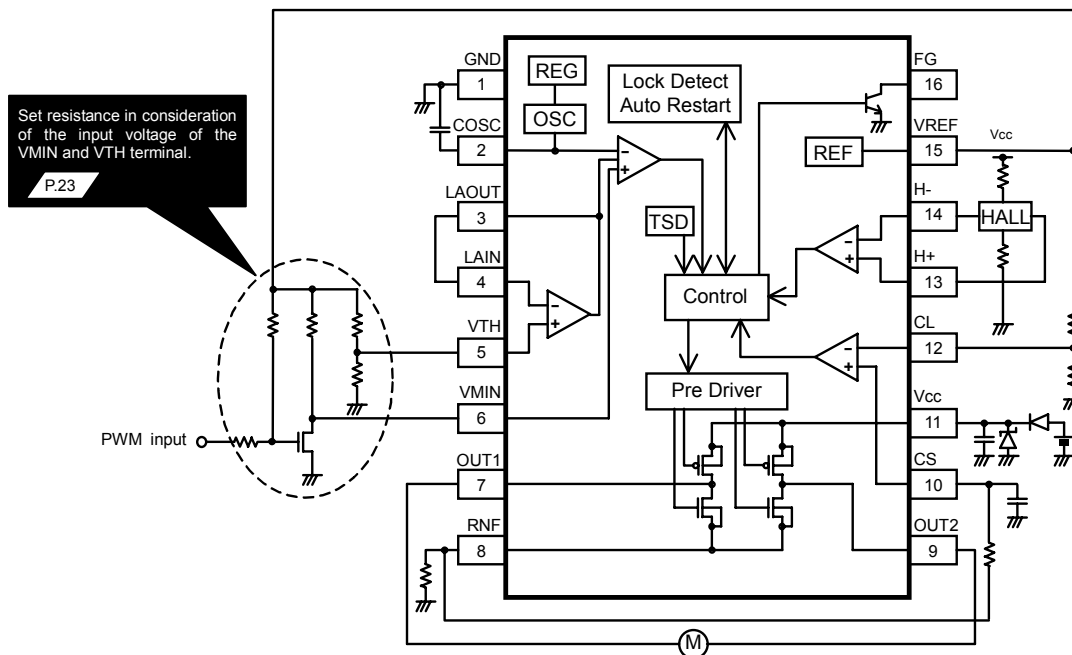 Set resistance in consideration
of the input voltage of the
VMIN and VTH terminal.
P.23
GND
1
COSC
2
LAOUT
3
LAIN
4
VTH
5
VMIN
6
PWM input
OUT1
7
RNF
8
REG
OSC
Lock Detect
Auto Restart
TSD
Control
Pre Driver
REF
FG
16
VREF
15
Vcc
H-
14
HALL
H+
13
CL
12
Vcc
11
CS
10
OUT2
9
M
−
+
−
+
−
+
−
+